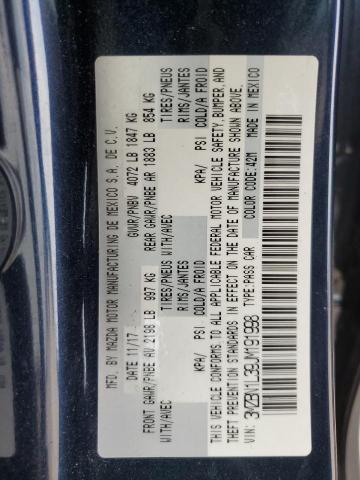 MFD. BY MAZDA MOTOR MANUFACTURING DE MEXICO S.A. DE C.V.
DATE 11/17 GVWR/PNBV 4072 LB 1847 KG
FRONT GAWR/PNBE AV 2198 LB 997 KG REAR GAWR/PNBE AR 1883 LB 854 KG
WITH/AVEC TIRES/PNEUS WITH/AVEC TIRES/PNEUS
RIMS/JANTES RIMS/JANTES
KPA/ PSI COLD/A FROID KPA/ PSI COLD/A FROID
THIS VEHICLE CONFORMS TO ALL APPLICABLE FEDERAL MOTOR VEHICLE SAFETY, BUMPER, AND
THEFT PREVENTION STANDARDS IN EFFECT ON THE DATE OF MANUFACTURE SHOWN ABOVE.
VIN: 3MZBN1L39JM191998 TYPE:PASS CAR COLOR CODE:42M MADE IN MEXICO